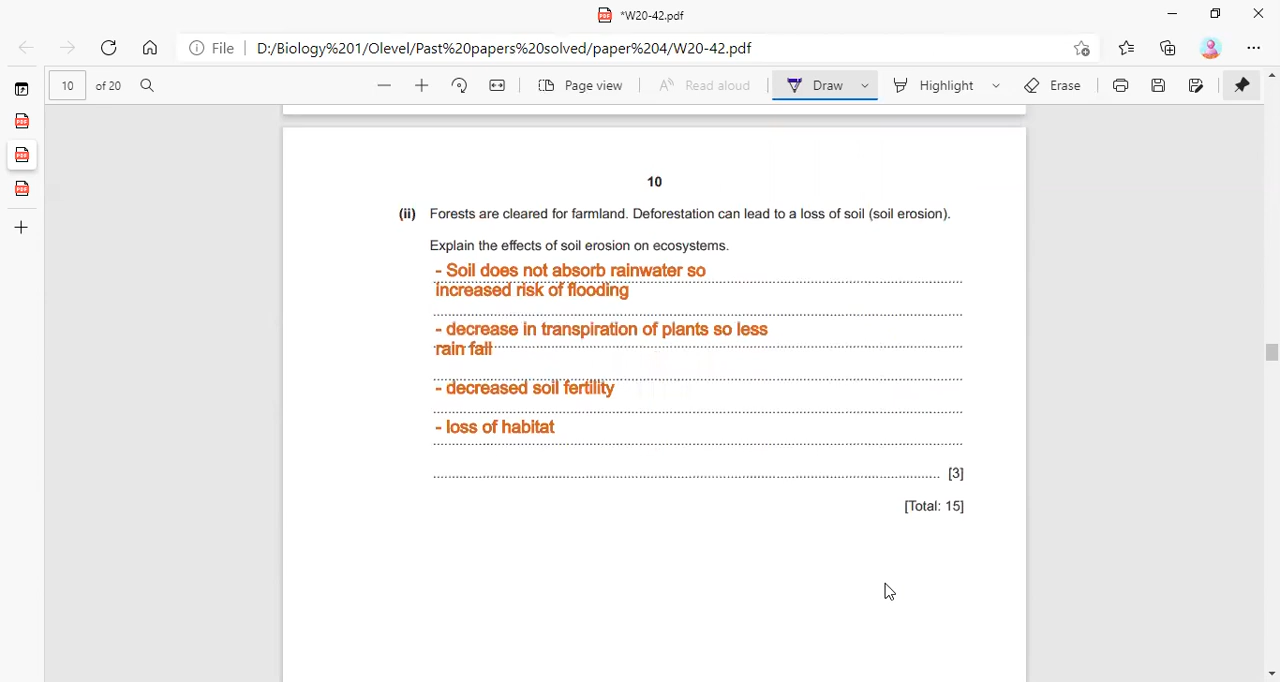 *W20-42.pdf
File
D:/Biology%201/Olevel/Past%20papers%20solved/paper%204/W20-42.pdf
10 of 20
Page view
Read aloud
Draw
Highlight
Erase
10
(ii) Forests are cleared for farmland. Deforestation can lead to a loss of soil (soil erosion).
Explain the effects of soil erosion on ecosystems.
- Soil does not absorb rainwater so
increased risk of flooding
- decrease in transpiration of plants so less
rain fall
- decreased soil fertility
- loss of habitat
[3]
[Total: 15]